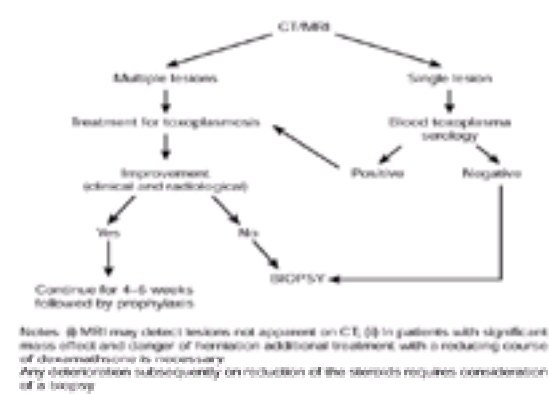 CT/MRI
Multiple lesions
Single lesion
Treatment for toxoplasmosis
Blood toxoplasma
serology
Improvement
(clinical and radiological)
Positive
Negative
Yes
No
BIOPSY
Continue for 4–6 weeks
followed by prophylaxis
Notes: (i) MRI may detect lesions not apparent on CT; (ii) In patients with significant
mass effect and danger of herniation additional treatment with a reducing course
of dexamethsone is necessary
Any deterioration subsequently on reduction of the steroids requires consideration
of a biopsy